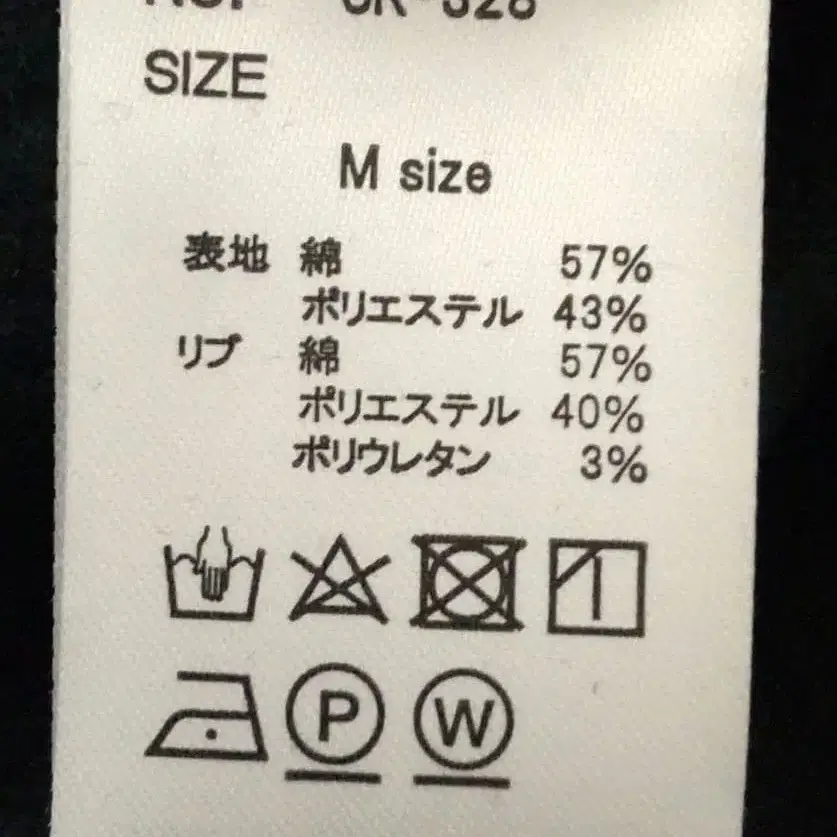 SIZE
M size
表地 綿 57%
ポリエステル 43%
リブ 綿 57%
ポリエステル 40%
ポリウレタン 3%
P W